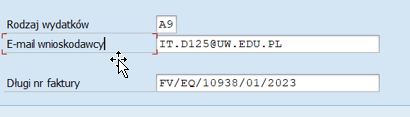 Rodzaj wydatków A9
E-mail wnioskodawcy IT.D125@UW.EDU.PL
Długi nr faktury FV/EQ/10938/01/2023